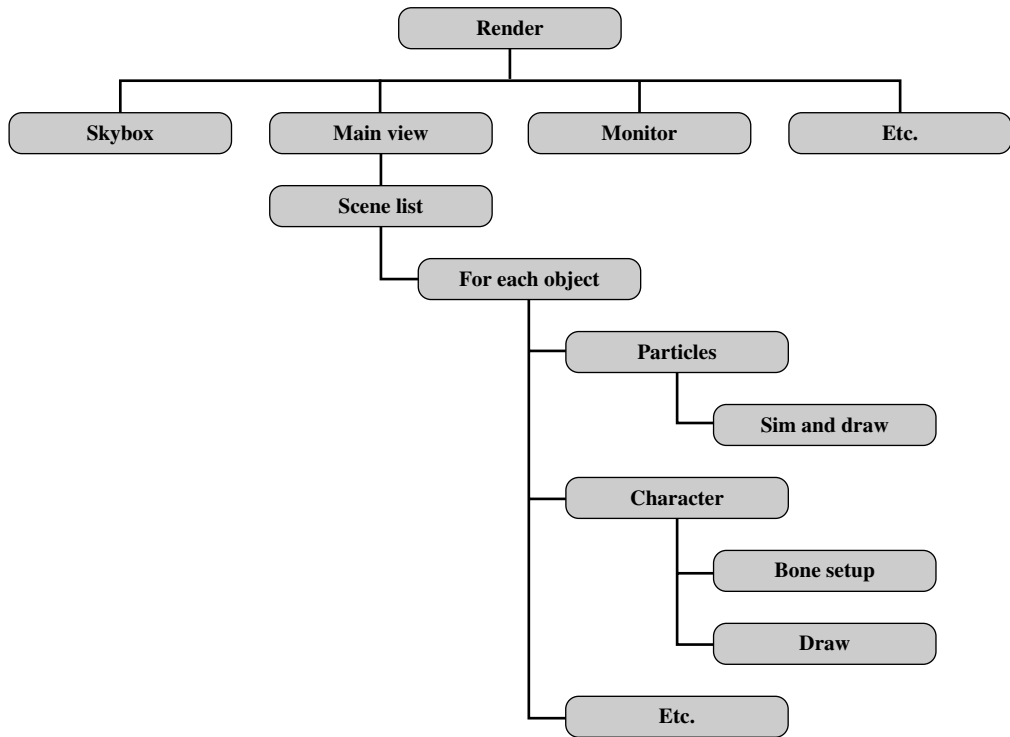 Render
Skybox
Main view
Monitor
Etc.
Scene list
For each object
Particles
Sim and draw
Character
Bone setup
Draw
Etc.